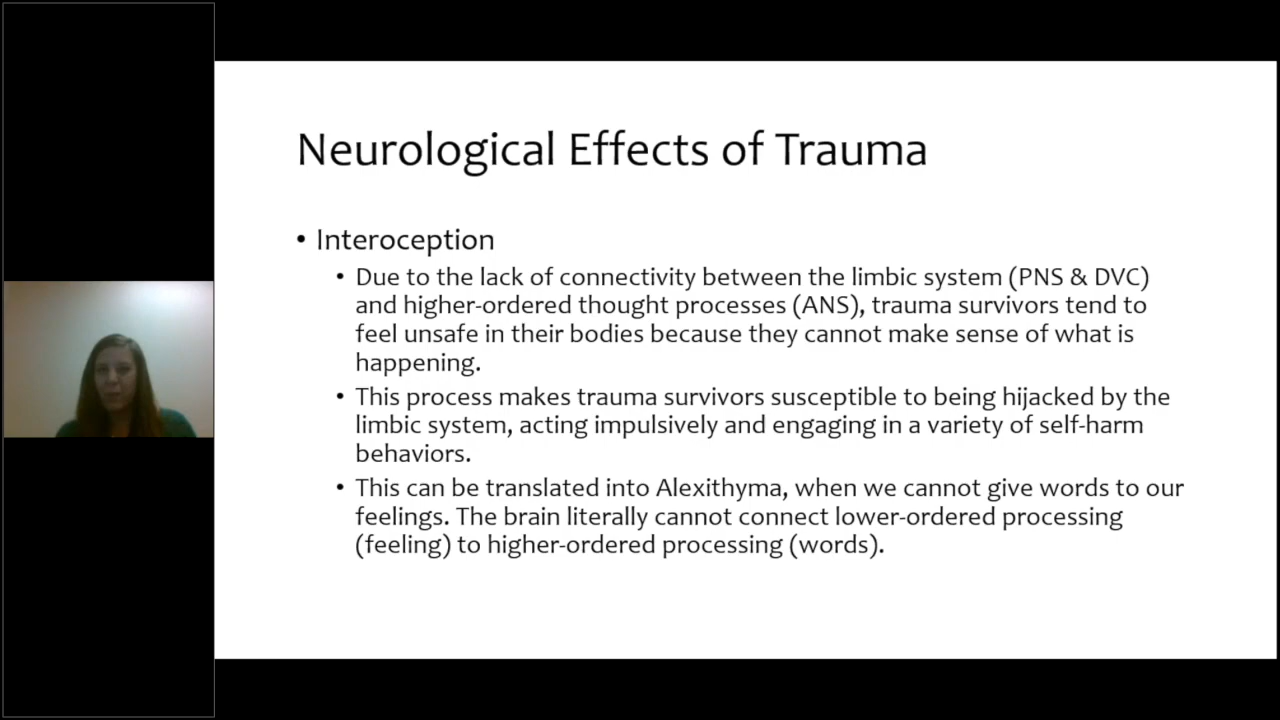 Neurological Effects of Trauma
• Interoception
• Due to the lack of connectivity between the limbic system (PNS & DVC)
and higher-ordered thought processes (ANS), trauma survivors tend to
feel unsafe in their bodies because they cannot make sense of what is
happening.
• This process makes trauma survivors susceptible to being hijacked by the
limbic system, acting impulsively and engaging in a variety of self-harm
behaviors.
• This can be translated into Alexithyma, when we cannot give words to our
feelings. The brain literally cannot connect lower-ordered processing
(feeling) to higher-ordered processing (words).